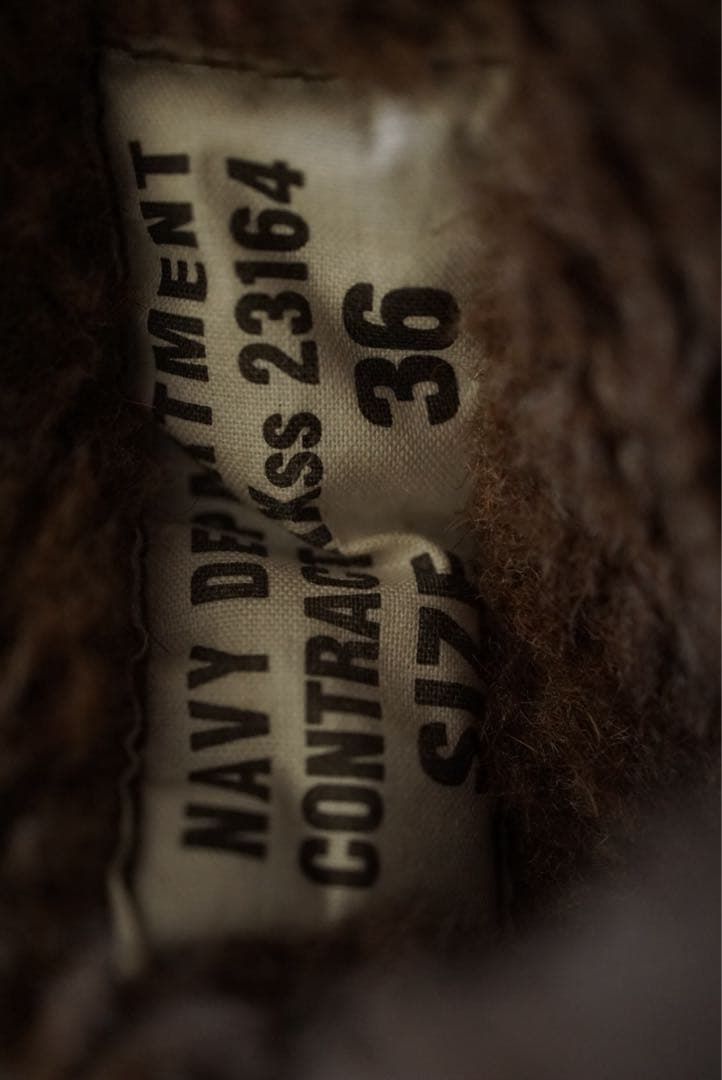 NAVY DEPARTMENT
CONTRACT 23164
SIZE 36